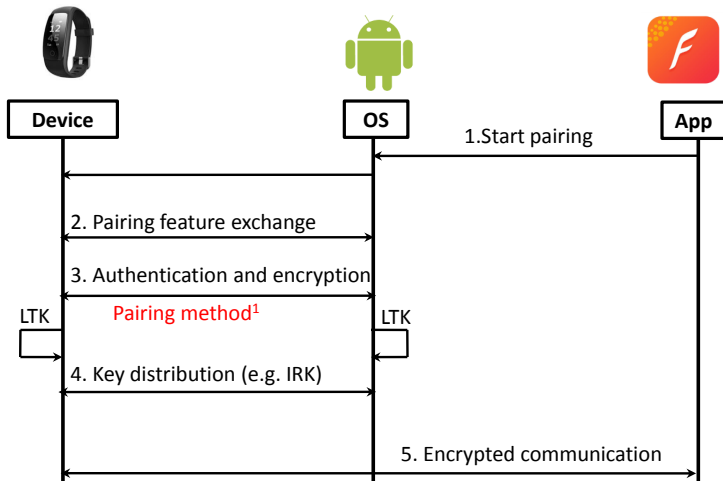 Device
OS
App
1.Start pairing
2. Pairing feature exchange
3. Authentication and encryption
Pairing method¹
LTK
LTK
4. Key distribution (e.g. IRK)
5. Encrypted communication